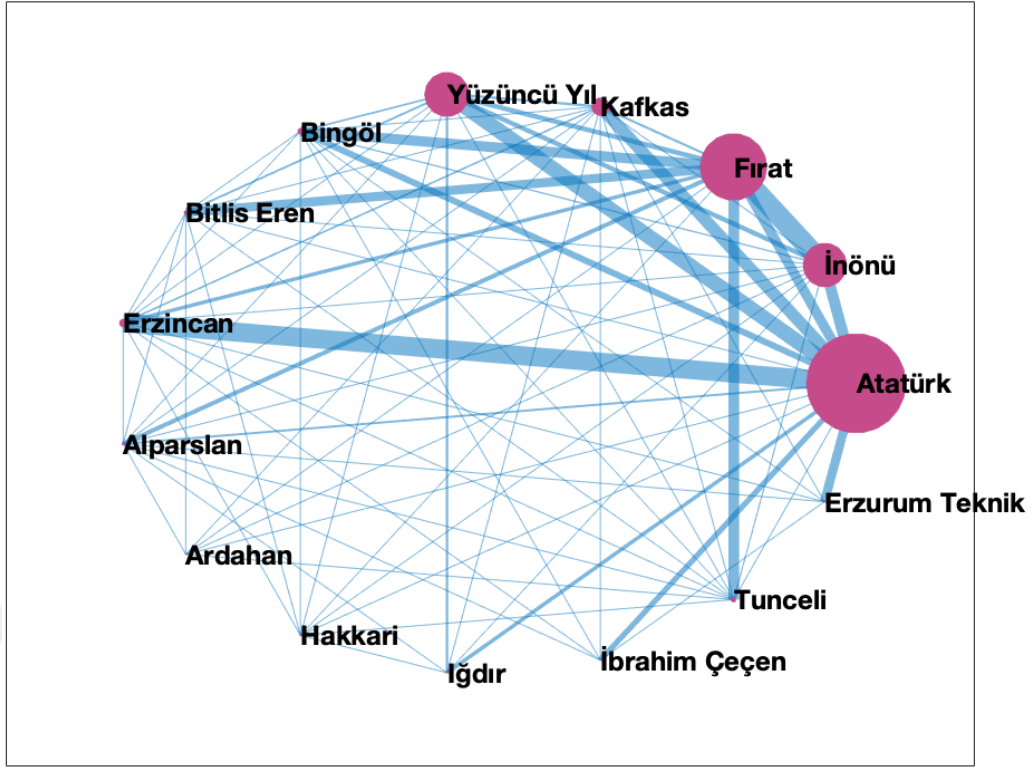 Yüzüncü Yıl
Kafkas
Bingöl
Fırat
Bitlis Eren
İnönü
Erzincan
Atatürk
Alparslan
Erzurum Teknik
Ardahan
Tunceli
Hakkari
İbrahim Çeçen
Iğdır